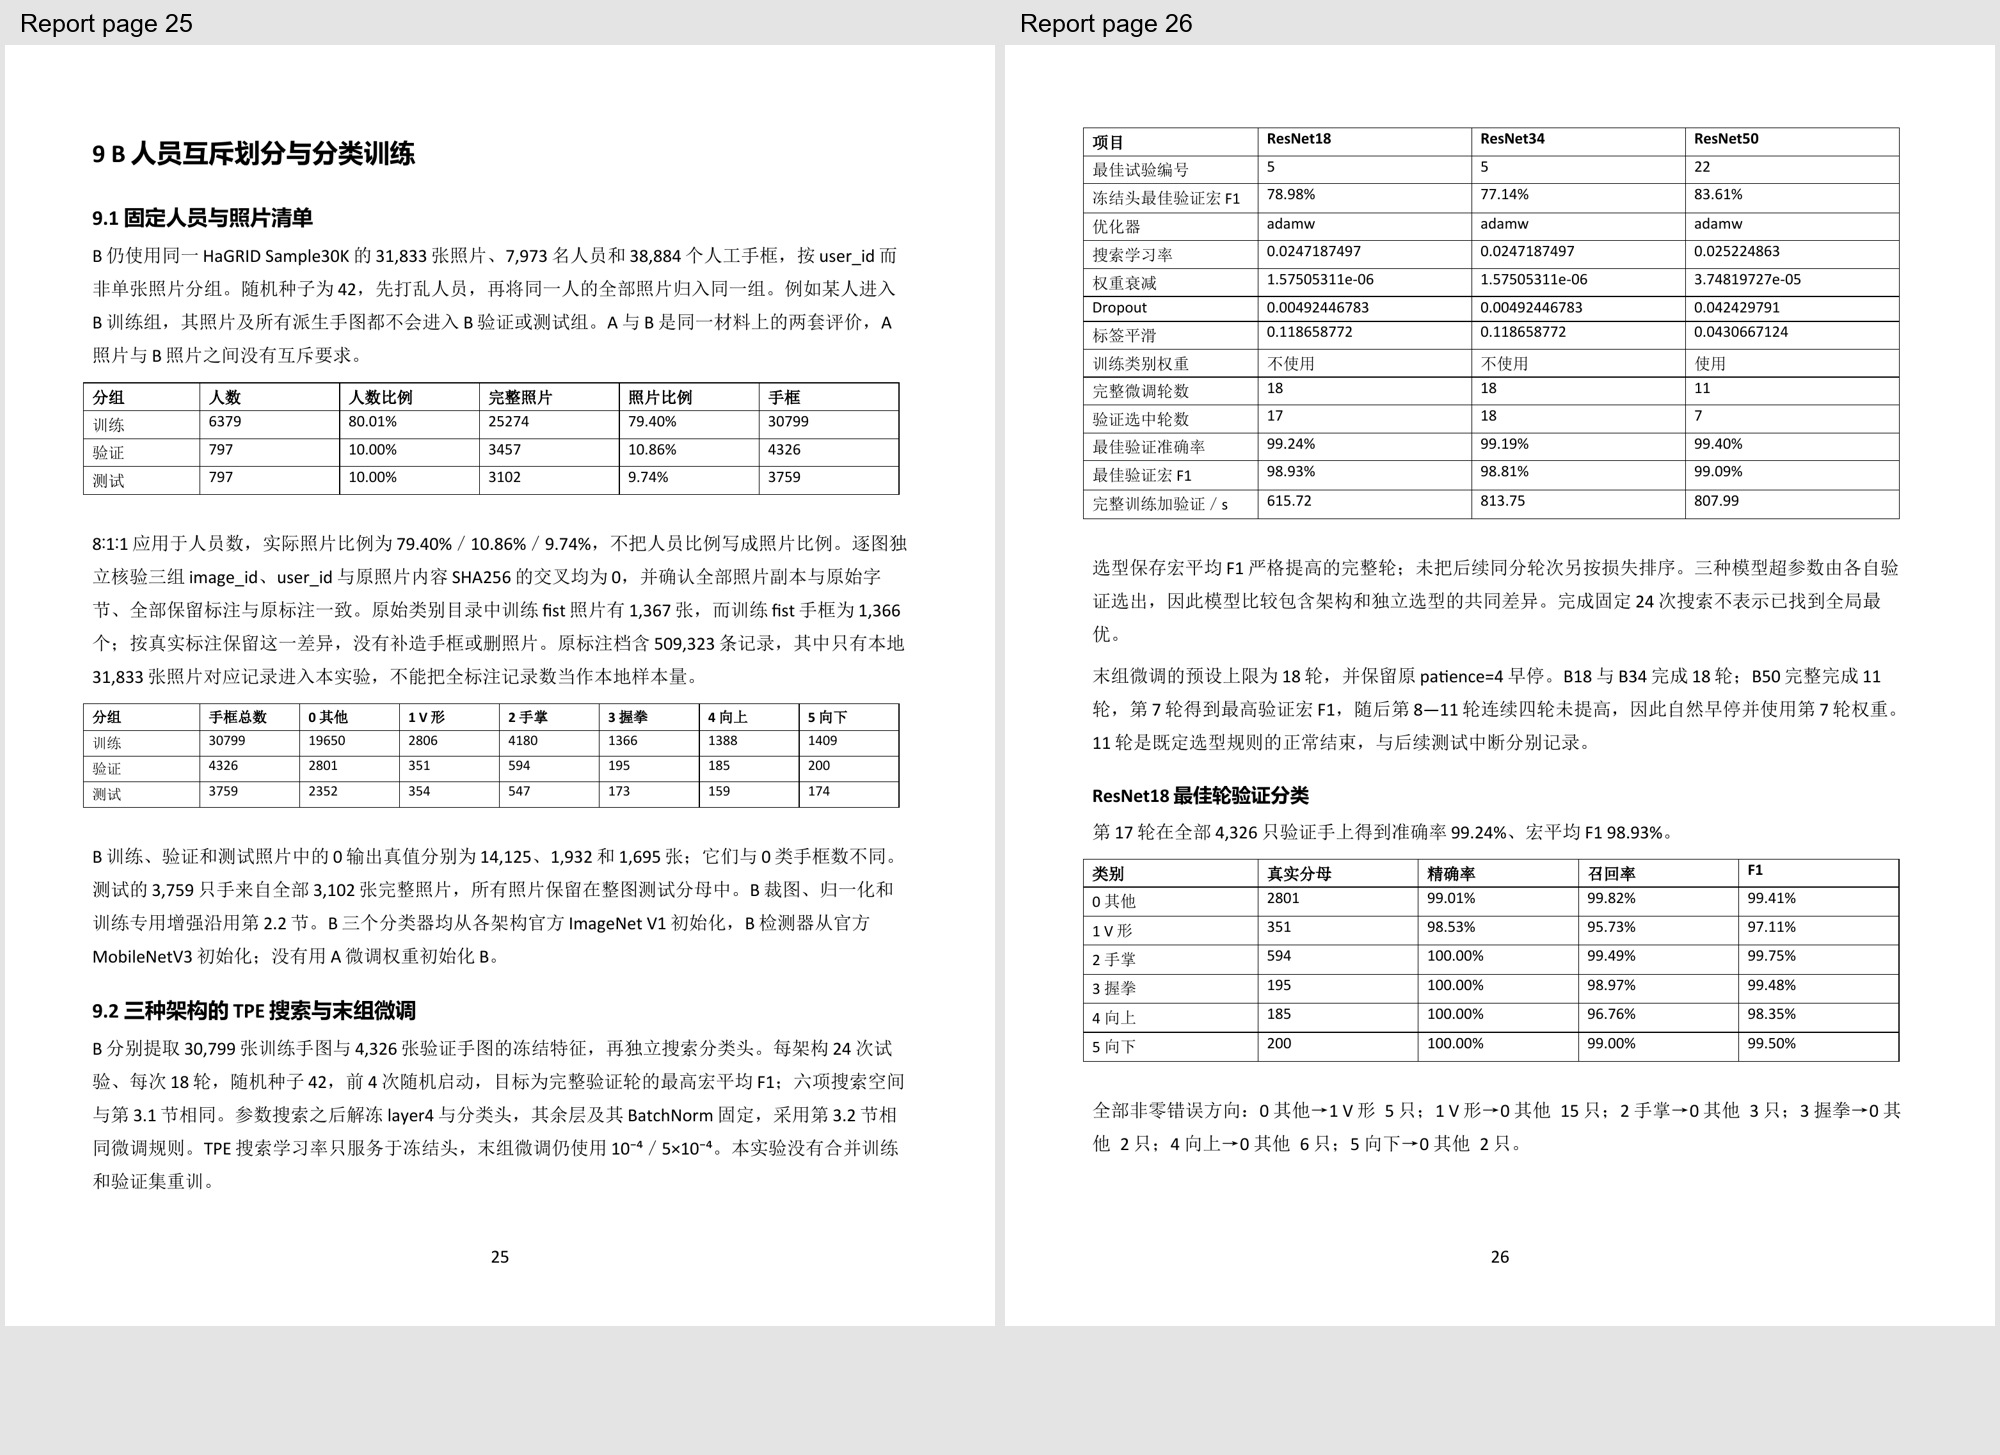 Report page 25
9 B 人员互斥划分与分类训练
9.1 固定人员与照片清单
B 仍使用同一 HaGRID Sample30K 的 31,833 张照片、7,973 名人员和 38,884 个人工手框，按 user_id 而
非单张照片分组。随机种子为 42，先打乱人员，再将同一人的全部照片归入同一组。例如某人进入
B 训练组，其照片及所有派生手图都不会进入 B 验证或测试组。A 与 B 是同一材料上的两套评价，A
照片与 B 照片之间没有互斥要求。
分组 人数 人数比例 完整照片 照片比例 手框
训练 6379 80.01% 25274 79.40% 30799
验证 797 10.00% 3457 10.86% 4326
测试 797 10.00% 3102 9.74% 3759
8:1:1 应用于人员数，实际照片比例为 79.40% / 10.86% / 9.74%，不把人员比例写成照片比例。逐图独
立核验三组 image_id、user_id 与原照片内容 SHA256 的交叉均为 0，并确认全部照片副本与原始字
节、全部保留标注与原标注一致。原始类别目录中训练 fist 照片有 1,367 张，而训练 fist 手框为 1,366
个；按真实标注保留这一差异，没有补造手框或删照片。原标注档含 509,323 条记录，其中只有本地
31,833 张照片对应记录进入本实验，不能把全标注记录数当作本地样本量。
分组 手框总数 0 其他 1 V 形 2 手掌 3 握拳 4 向上 5 向下
训练 30799 19650 2806 4180 1366 1388 1409
验证 4326 2801 351 594 195 185 200
测试 3759 2352 354 547 173 159 174
B 训练、验证和测试照片中的 0 输出真值分别为 14,125、1,932 和 1,695 张；它们与 0 类手框数不同。
测试的 3,759 只手来自全部 3,102 张完整照片，所有照片保留在整图测试分母中。B 裁图、归一化和
训练专用增强沿用第 2.2 节。B 三个分类器均从各架构官方 ImageNet V1 初始化，B 检测器从官方
MobileNetV3 初始化；没有用 A 微调权重初始化 B。
9.2 三种架构的 TPE 搜索与末组微调
B 分别提取 30,799 张训练手图与 4,326 张验证手图的冻结特征，再独立搜索分类头。每架构 24 次试
验、每次 18 轮，随机种子 42，前 4 次随机启动，目标为完整验证轮的最高宏平均 F1；六项搜索空间
与第 3.1 节相同。参数搜索之后解冻 layer4 与分类头，其余层及其 BatchNorm 固定，采用第 3.2 节相
同微调规则。TPE 搜索学习率只服务于冻结头，末组微调仍使用 10⁻⁴ / 5×10⁻⁴。本实验没有合并训练
和验证集重训。
25
Report page 26
项目 ResNet18 ResNet34 ResNet50
最佳试验编号 5 5 22
冻结头最佳验证宏 F1 78.98% 77.14% 83.61%
优化器 adamw adamw adamw
搜索学习率 0.0247187497 0.0247187497 0.025224863
权重衰减 1.57505311e-06 1.57505311e-06 3.74819727e-05
Dropout 0.00492446783 0.00492446783 0.042429791
标签平滑 0.118658772 0.118658772 0.0430667124
训练类别权重 不使用 不使用 使用
完整微调轮数 18 18 11
验证选中轮数 17 18 7
最佳验证准确率 99.24% 99.19% 99.40%
最佳验证宏 F1 98.93% 98.81% 99.09%
完整训练加验证 / s 615.72 813.75 807.99
选型保存宏平均 F1 严格提高的完整轮；未把后续同分轮次另按损失排序。三种模型超参数由各自验
证选出，因此模型比较包含架构和独立选型的共同差异。完成固定 24 次搜索不表示已找到全局最
优。
末组微调的预设上限为 18 轮，并保留原 patience=4 早停。B18 与 B34 完成 18 轮；B50 完整完成 11
轮，第 7 轮得到最高验证宏 F1，随后第 8—11 轮连续四轮未提高，因此自然早停并使用第 7 轮权重。
11 轮是既定选型规则的正常结束，与后续测试中断分别记录。
ResNet18 最佳轮验证分类
第 17 轮在全部 4,326 只验证手上得到准确率 99.24%、宏平均 F1 98.93%。
类别 真实分母 精确率 召回率 F1
0 其他 2801 99.01% 99.82% 99.41%
1 V 形 351 98.53% 95.73% 97.11%
2 手掌 594 100.00% 99.49% 99.75%
3 握拳 195 100.00% 98.97% 99.48%
4 向上 185 100.00% 96.76% 98.35%
5 向下 200 100.00% 99.00% 99.50%
全部非零错误方向：0 其他→1 V 形 5 只；1 V 形→0 其他 15 只；2 手掌→0 其他 3 只；3 握拳→0 其
他 2 只；4 向上→0 其他 6 只；5 向下→0 其他 2 只。
26